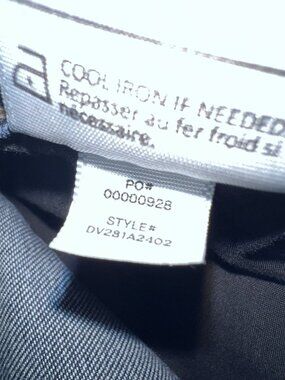 COOL IRON IF NEEDED
Repasser au fer froid si
nécessaire.
PO#
00000928
STYLE#
DV281A2402